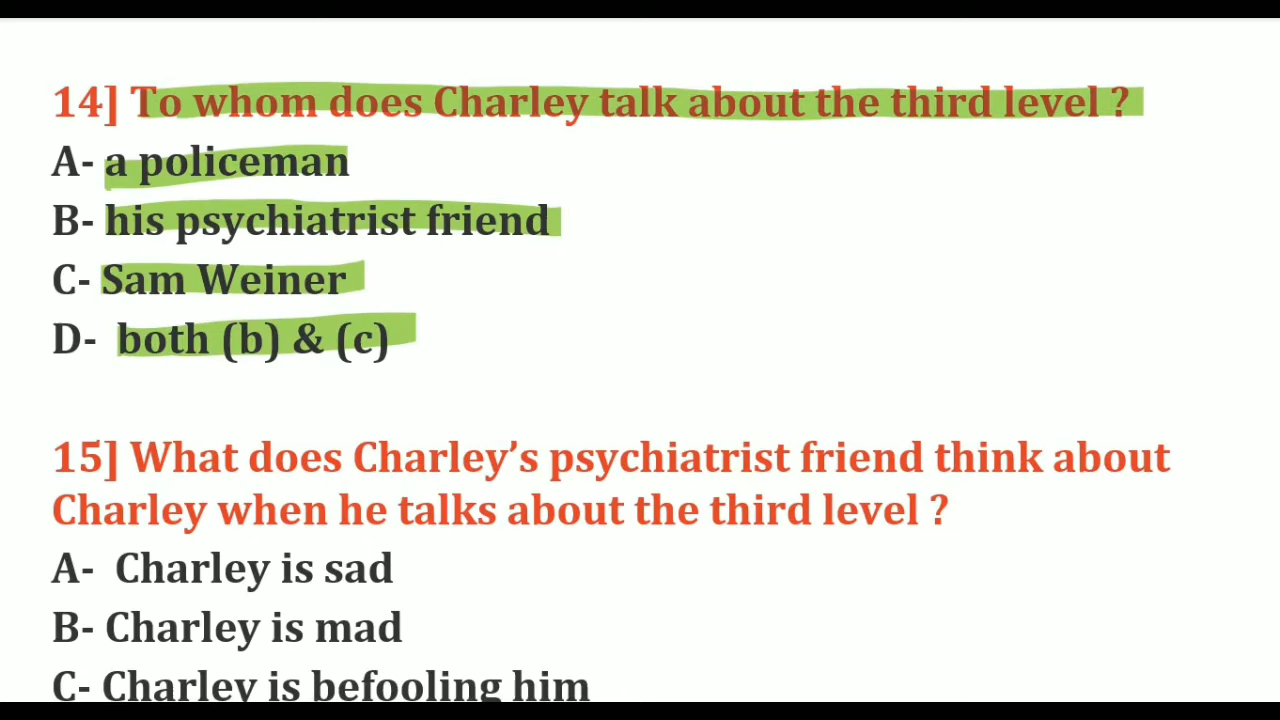 14] To whom does Charley talk about the third level ?
A- a policeman
B- his psychiatrist friend
C- Sam Weiner
D- both (b) & (c)
15] What does Charley’s psychiatrist friend think about
Charley when he talks about the third level ?
A- Charley is sad
B- Charley is mad
C- Charley is befooling him